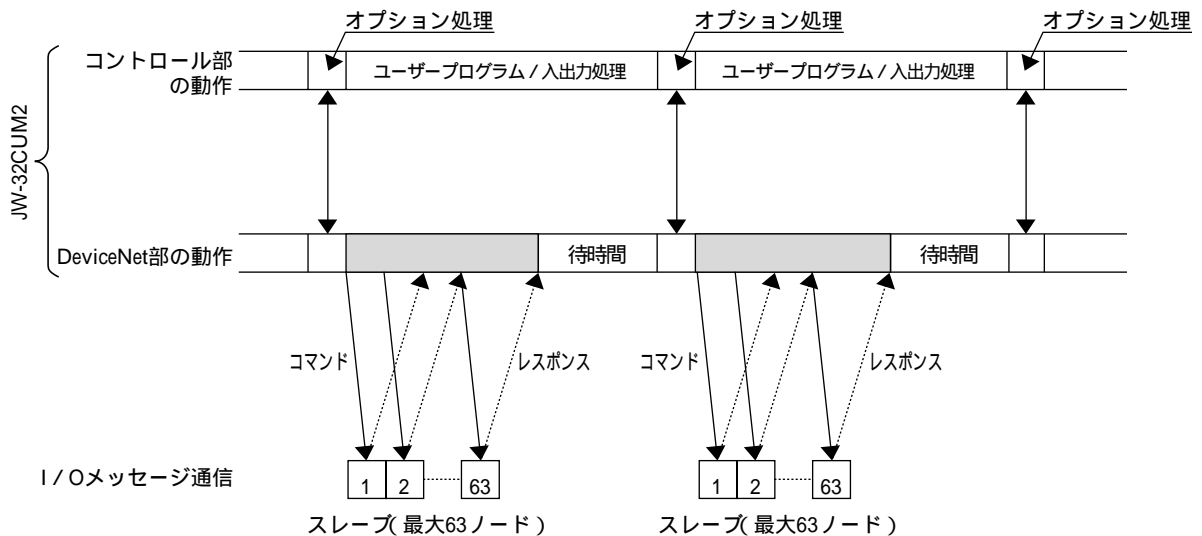 オプション処理 オプション処理 オプション処理
コントロール部
の動作
ユーザープログラム / 入出力処理 ユーザープログラム / 入出力処理
JW-32CUM2
DeviceNet部の動作 待時間 待時間
コマンド レスポンス コマンド レスポンス
I / Oメッセージ通信 1 2 63 1 2 63
スレーブ( 最大63ノード ) スレーブ( 最大63ノード )